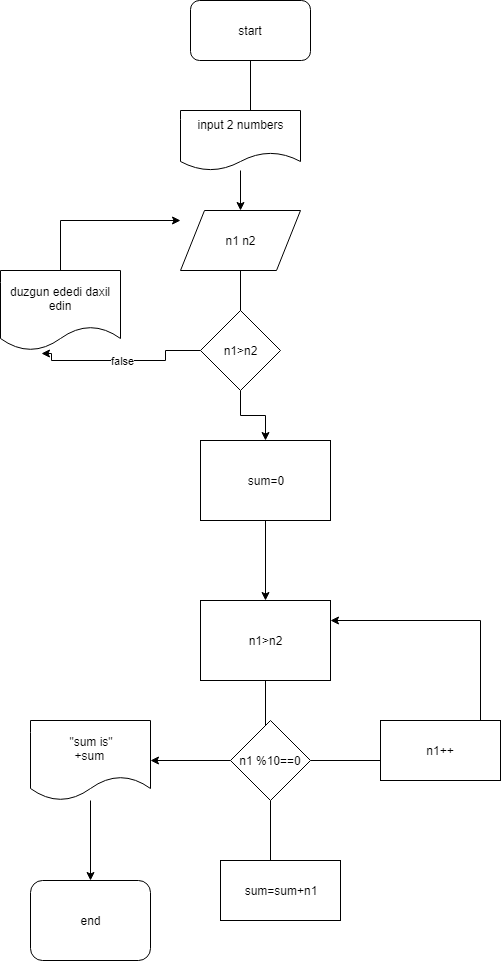 start
input 2 numbers
n1 n2
duzgun ededi daxil
edin
n1>n2
false
sum=0
n1>n2
"sum is"
+sum
n1 %10==0
n1++
sum=sum+n1
end